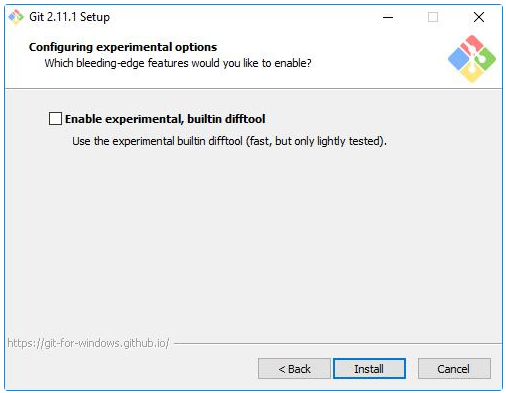 Git 2.11.1 Setup
Configuring experimental options
Which bleeding-edge features would you like to enable?
Enable experimental, builtin difftool
Use the experimental builtin difftool (fast, but only lightly tested).
https://git-for-windows.github.io/
< Back Install Cancel